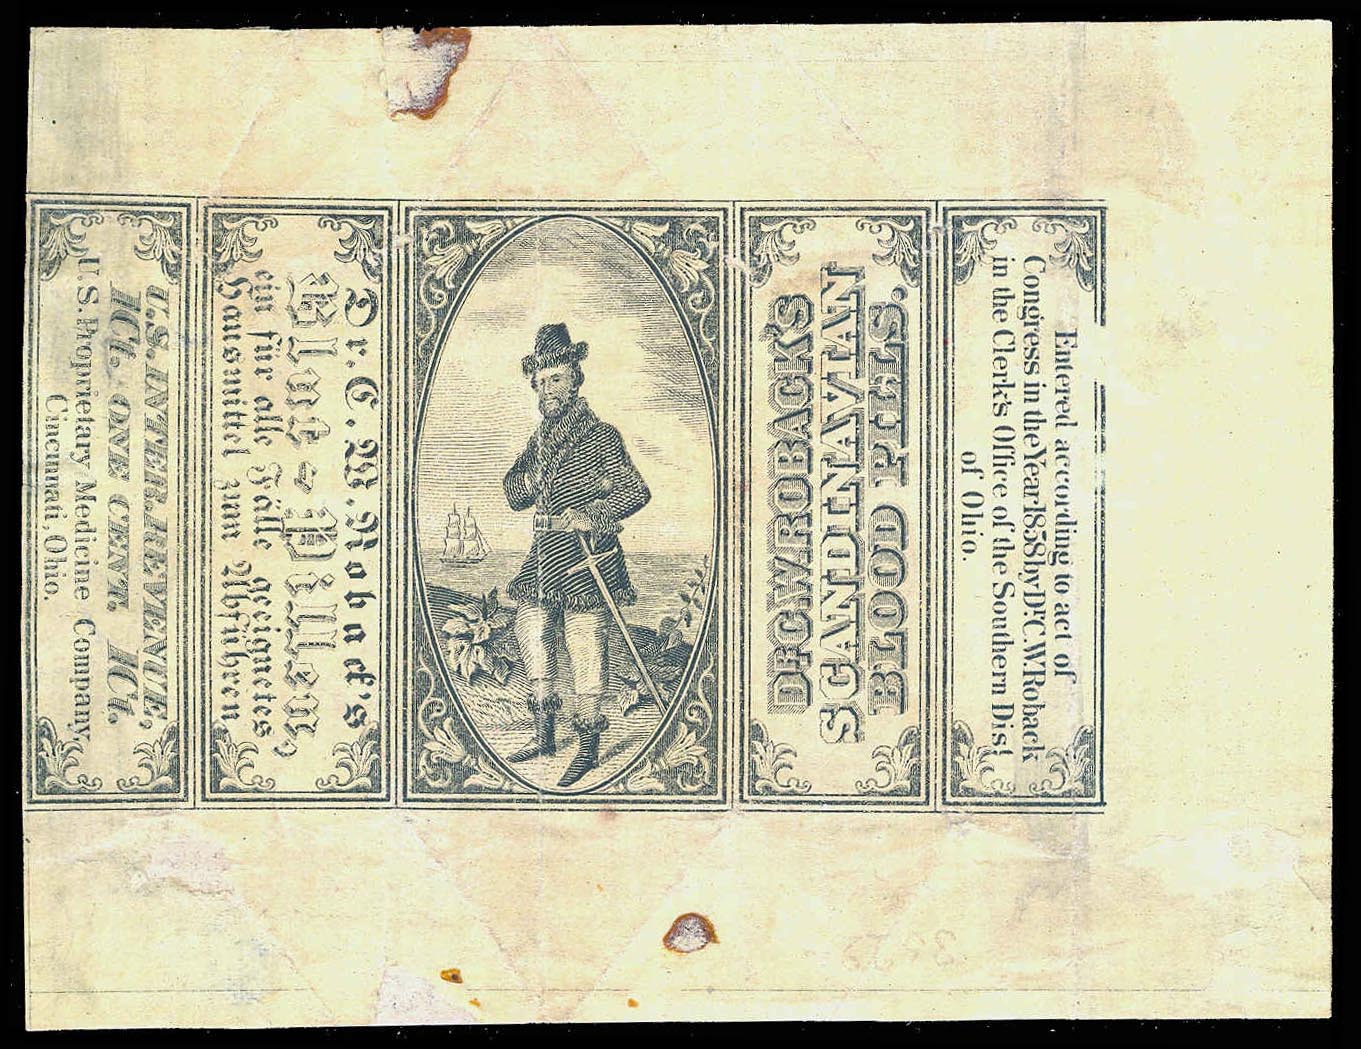 Entered according to act of
Congress in the Year 1858 by Dr. C.W. Roback
in the Clerk's Office of the Southern Dist
of Ohio.
DR. C.W. ROBACK'S
SCANDINAVIAN
BLOOD PILLS.
Dr. C. W. Roback's
Blut-Pillen,
ein für alle Fälle geeignetes
Hausmittel zum Abführen
U.S. INTER. REVENUE,
1Ct. ONE CENT. 1Ct.
U.S. Proprietary Medicine Company,
Cincinnati, Ohio.